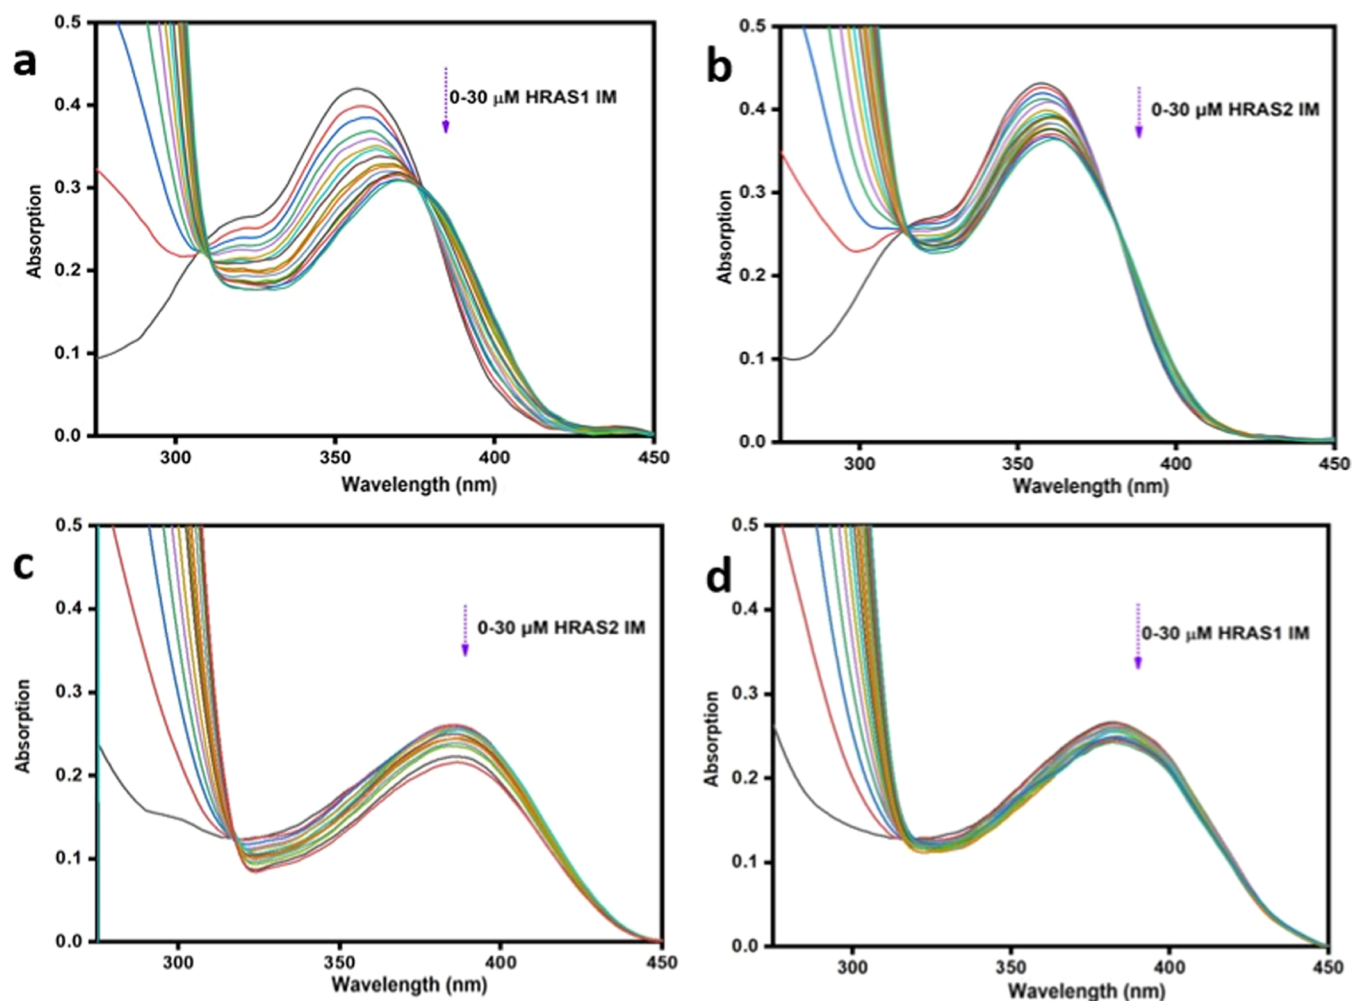 a
0.5
0.4
0.3
0.2
0.1
0.0
Absorption
0-30 μM HRAS1 IM
300 350 400 450
Wavelength (nm)
b
0.5
0.4
0.3
0.2
0.1
0.0
Absorption
0-30 μM HRAS2 IM
300 350 400 450
Wavelength (nm)
c
0.5
0.4
0.3
0.2
0.1
0.0
Absorption
0-30 μM HRAS2 IM
300 350 400 450
Wavelength (nm)
d
0.5
0.4
0.3
0.2
0.1
0.0
Absorption
0-30 μM HRAS1 IM
300 350 400 450
Wavelength (nm)